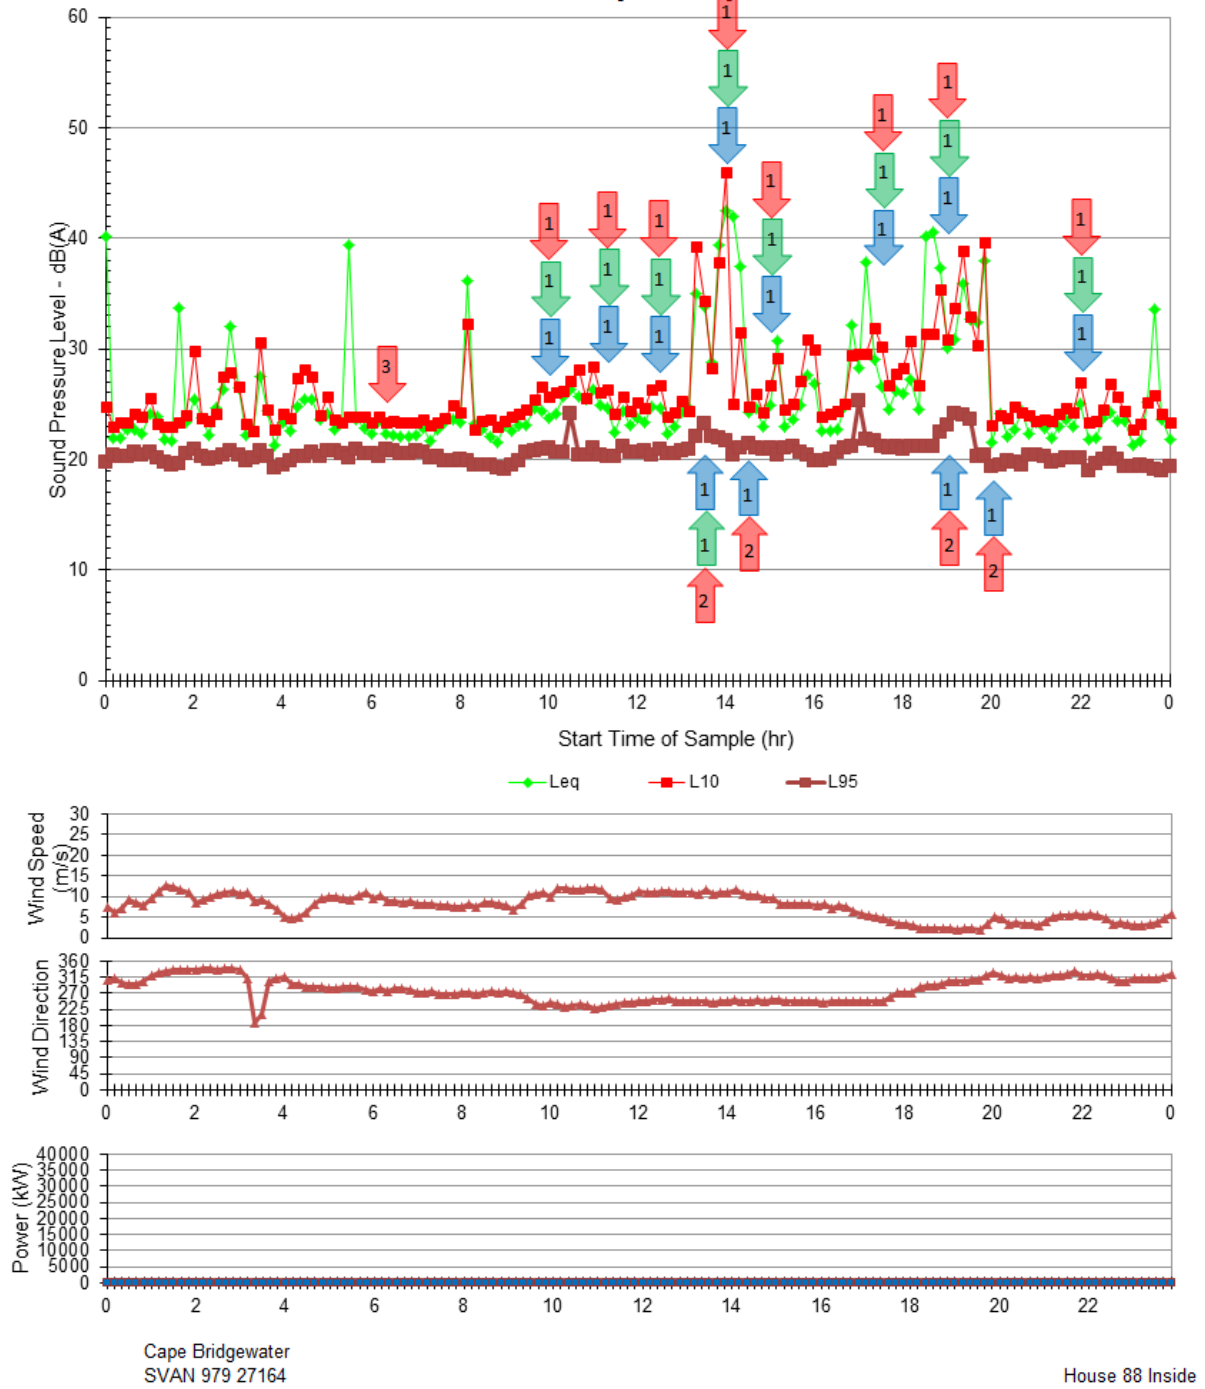 60
50
40
30
20
10
0
Sound Pressure Level - dB(A)
1
1
1
1 1 1
1 1 1
1 1 1
1 1 1
1 1 1
1 1 1
3
1 1 1
1 1 2
1 2
1 2
1 2
0 2 4 6 8 10 12 14 16 18 20 22 0
Start Time of Sample (hr)
Leq L10 L95
Wind Speed
(m/s)
30
25
20
15
10
5
0
Wind Direction
360
315
270
225
180
135
90
45
0
0 2 4 6 8 10 12 14 16 18 20 22 0
Power (kW)
40000
35000
30000
25000
20000
15000
10000
5000
0
0 2 4 6 8 10 12 14 16 18 20 22
Cape Bridgewater
SVAN 979 27164
House 88 Inside